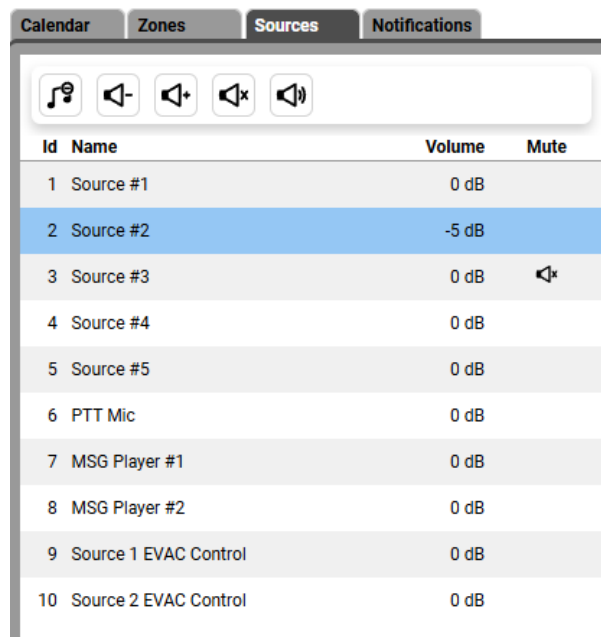 Calendar Zones Sources Notifications
Id Name Volume Mute
1 Source #1 0 dB
2 Source #2 -5 dB
3 Source #3 0 dB
4 Source #4 0 dB
5 Source #5 0 dB
6 PTT Mic 0 dB
7 MSG Player #1 0 dB
8 MSG Player #2 0 dB
9 Source 1 EVAC Control 0 dB
10 Source 2 EVAC Control 0 dB